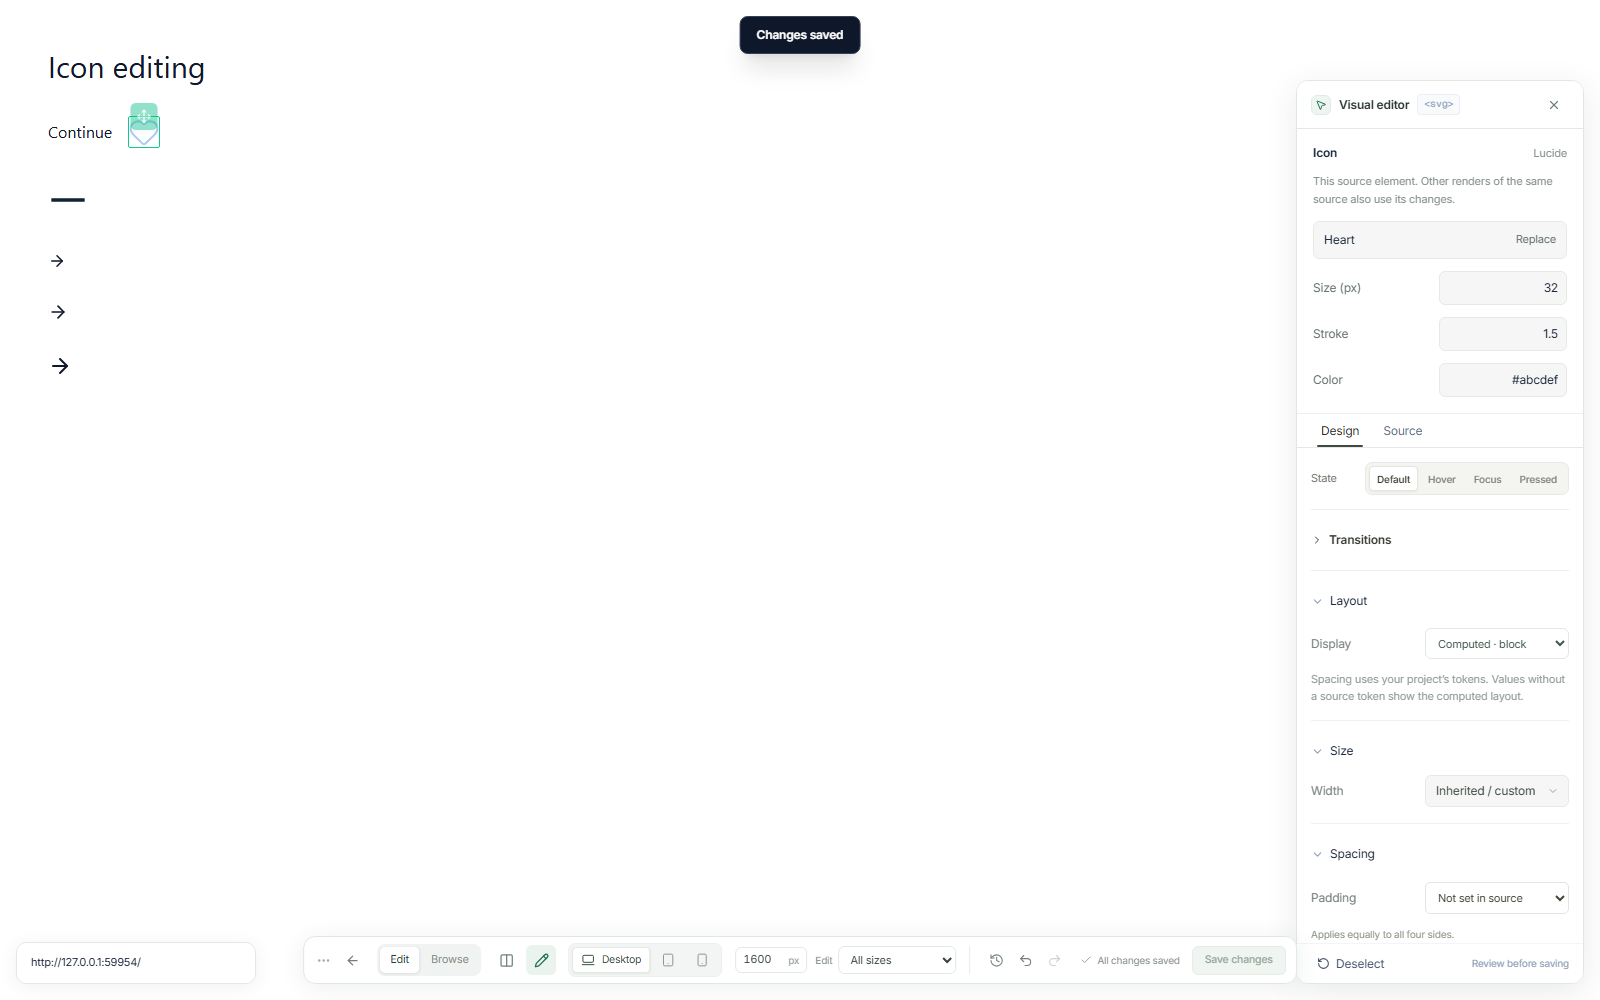 Changes saved
Icon editing
Continue
Visual editor <svg>
Icon Lucide
This source element. Other renders of the same
source also use its changes.
Heart Replace
Size (px) 32
Stroke 1.5
Color #abcdef
Design Source
State Default Hover Focus Pressed
Transitions
Layout
Display Computed · block
Spacing uses your project's tokens. Values without
a source token show the computed layout.
Size
Width Inherited / custom
Spacing
Padding Not set in source
Applies equally to all four sides.
Deselect Review before saving
http://127.0.0.1:59954/
Edit Browse Desktop 1600 px Edit All sizes All changes saved Save changes